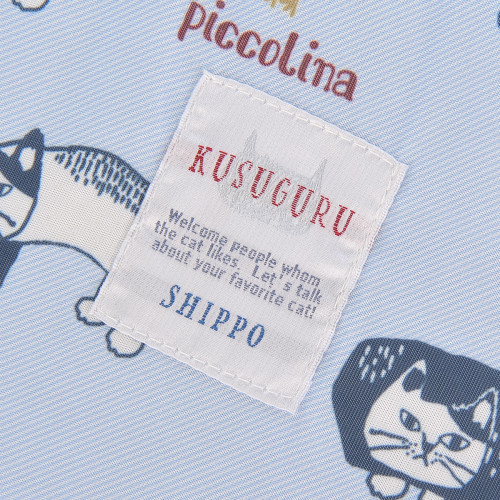 piccolina
KUSUGURU
Welcome people whom
the cat likes. Let's talk
about your favorite cat!
SHIPPO